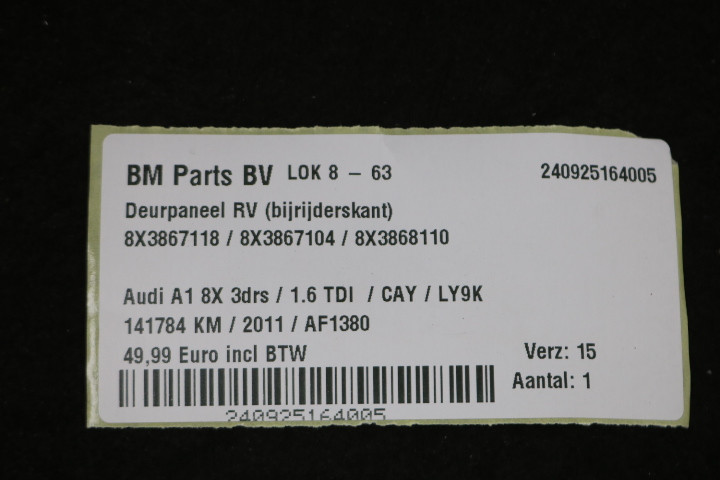 BM Parts BV LOK 8 - 63 240925164005
Deurpaneel RV (bijrijderskant)
8X3867118 / 8X3867104 / 8X3868110
Audi A1 8X 3drs / 1.6 TDI / CAY / LY9K
141784 KM / 2011 / AF1380
49,99 Euro incl BTW Verz: 15
Aantal: 1
240925164005